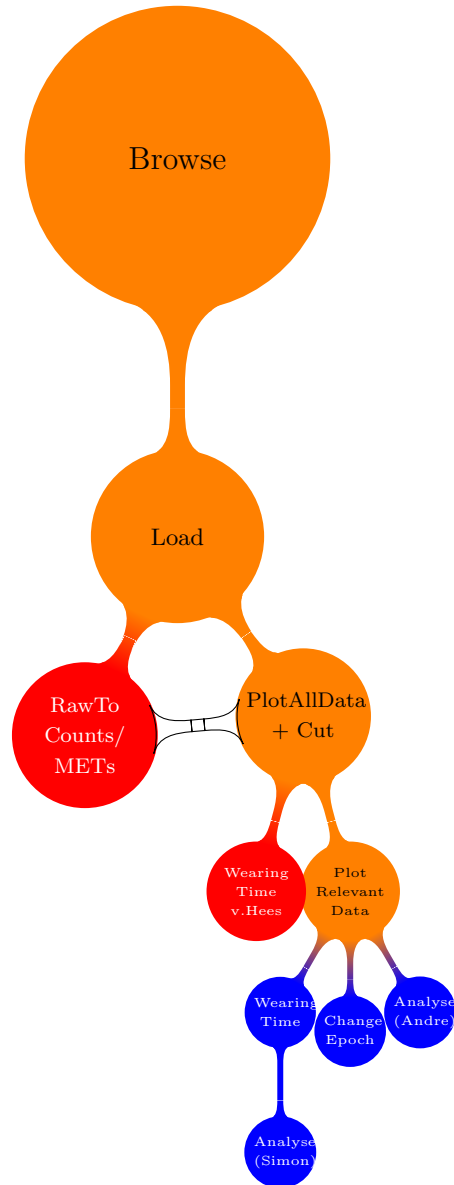 Browse
Load
RawTo
Counts/
METs
PlotAllData
+ Cut
Wearing
Time
v.Hees
Plot
Relevant
Data
Wearing
Time
Change
Epoch
Analyse
(Andre)
Analyse
(Simon)